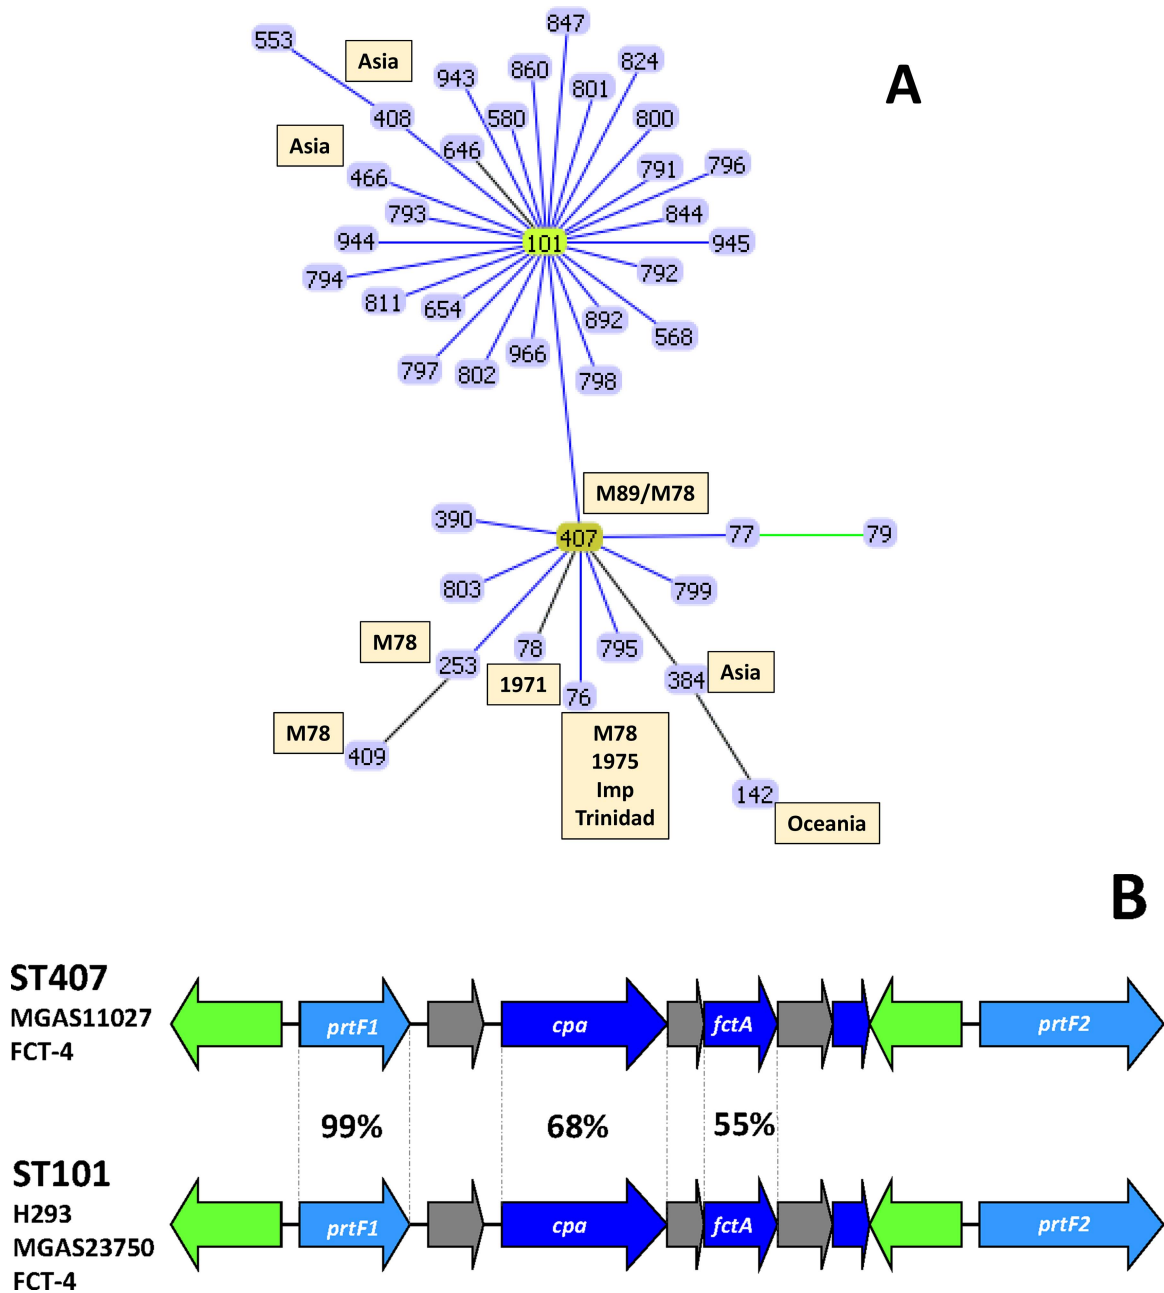 847
553
Asia
943
860
824
801
408
580
800
Asia
646
466
791
796
793
844
944
101
945
794
792
811
654
892
568
966
797
802
798
M89/M78
390
407
77
79
803
799
M78
78
795
253
384
Asia
1971
76
M78
409
M78
1975
Imp
Trinidad
142
Oceania
A
B
ST407
MGAS11027
FCT-4
prtF1
cpa
fctA
prtF2
99%
68%
55%
ST101
H293
MGAS23750
FCT-4
prtF1
cpa
fctA
prtF2